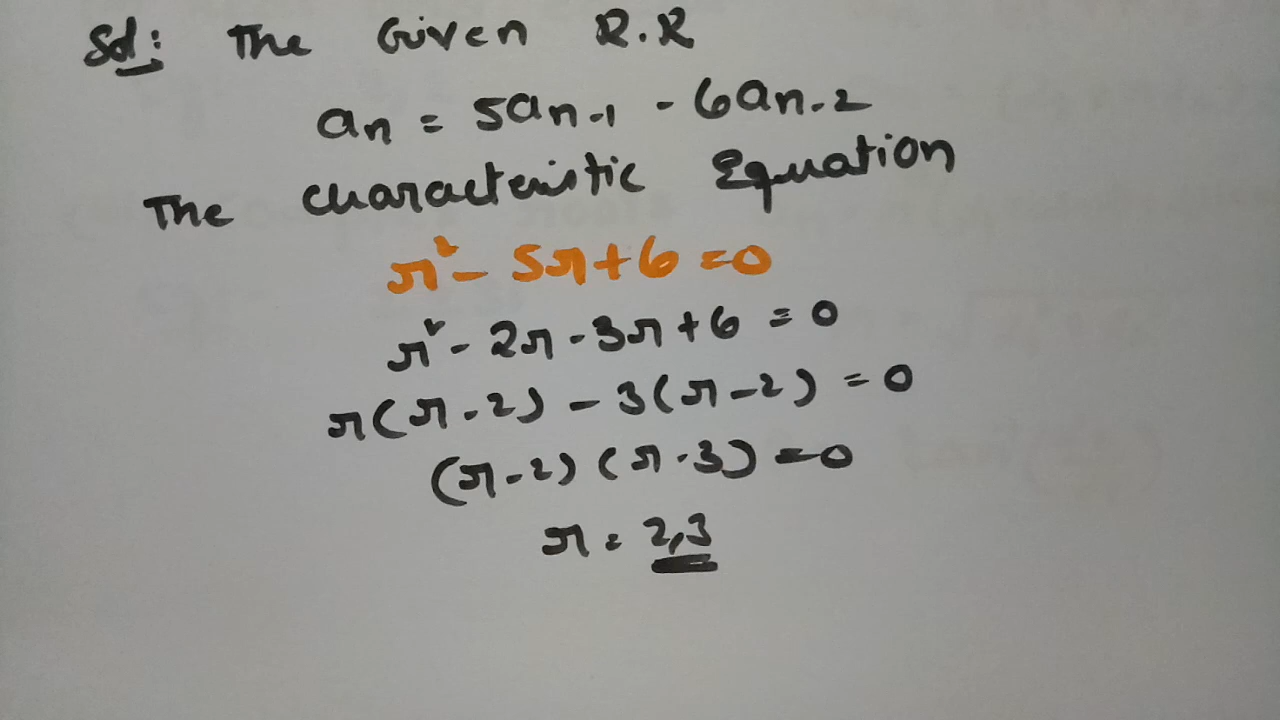 Sol: The Given R.R
aₙ = 5aₙ₋₁ - 6aₙ₋₂
The characteristic Equation
r² - 5r + 6 = 0
r² - 2r - 3r + 6 = 0
r(r - 2) - 3(r - 2) = 0
(r - 2) (r - 3) = 0
r = 2,3